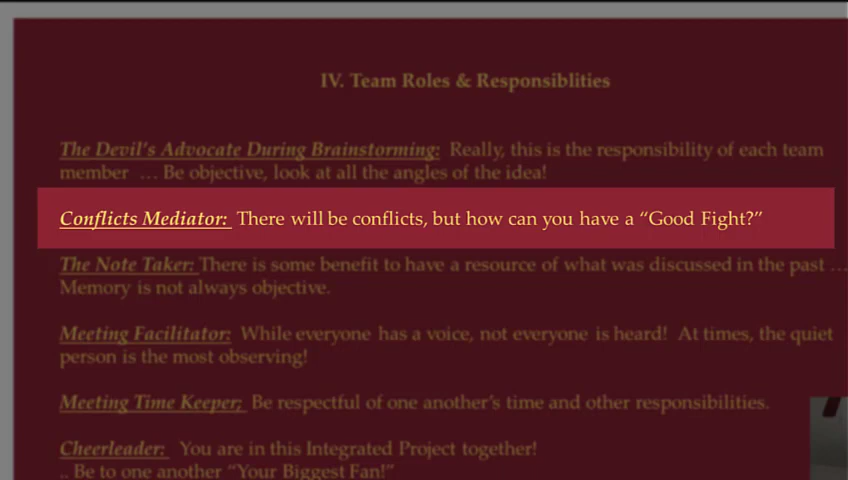 IV. Team Roles & Responsiblities
The Devil's Advocate During Brainstorming: Really, this is the responsibility of each team
member … Be objective, look at all the angles of the idea!
Conflicts Mediator: There will be conflicts, but how can you have a “Good Fight?”
The Note Taker: There is some benefit to have a resource of what was discussed in the past …
Memory is not always objective.
Meeting Facilitator: While everyone has a voice, not everyone is heard! At times, the quiet
person is the most observing!
Meeting Time Keeper; Be respectful of one another's time and other responsibilities.
Cheerleader: You are in this Integrated Project together!
.. Be to one another “Your Biggest Fan!”